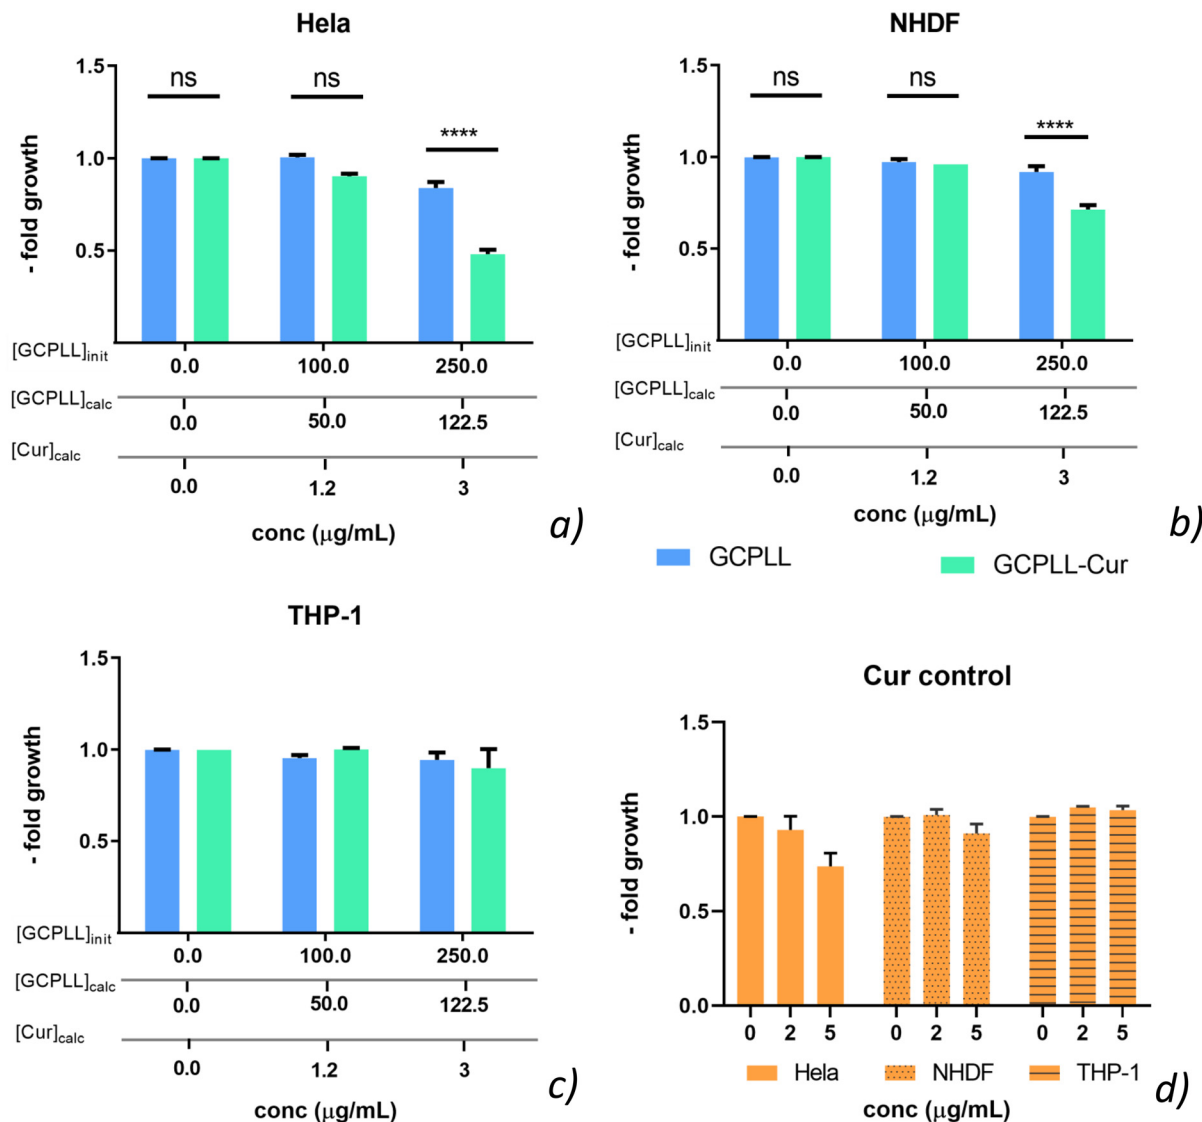 Hela
1.5
1.0
0.5
- fold growth
ns
ns
****
[GCPLL]init
0.0 100.0 250.0
[GCPLL]calc
0.0 50.0 122.5
[Cur]calc
0.0 1.2 3
conc (μg/mL)
a)
NHDF
1.5
1.0
0.5
- fold growth
ns
ns
****
[GCPLL]init
0.0 100.0 250.0
[GCPLL]calc
0.0 50.0 122.5
[Cur]calc
0.0 1.2 3
conc (μg/mL)
b)
GCPLL GCPLL-Cur
THP-1
1.5
1.0
0.5
- fold growth
[GCPLL]init
0.0 100.0 250.0
[GCPLL]calc
0.0 50.0 122.5
[Cur]calc
0.0 1.2 3
conc (μg/mL)
c)
Cur control
1.5
1.0
0.5
0.0
- fold growth
0 2 5 0 2 5 0 2 5
Hela NHDF THP-1
conc (μg/mL)
d)